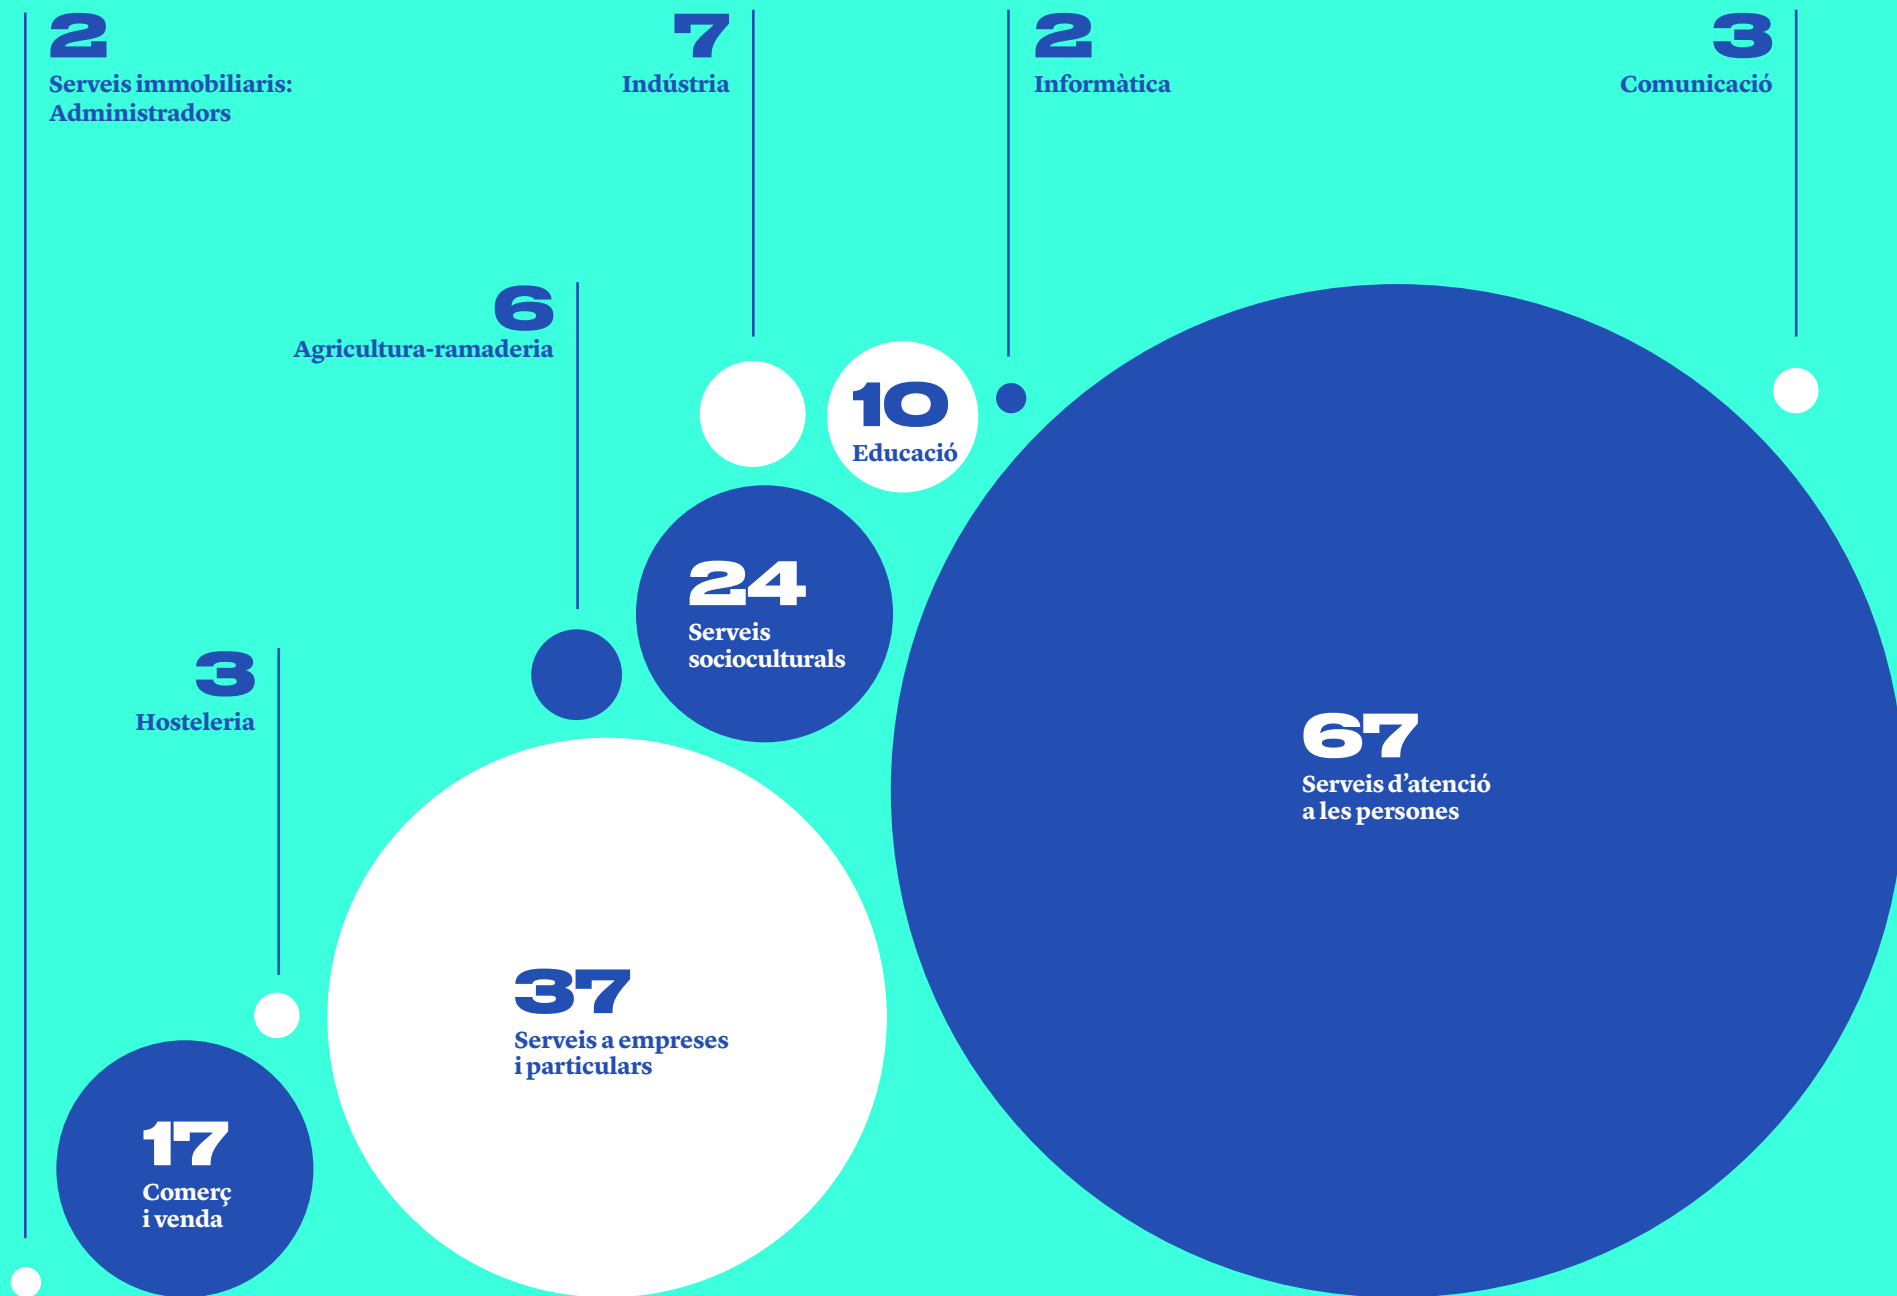 2
Serveis immobiliaris:
Administradors
7
Indústria
2
Informàtica
3
Comunicació
6
Agricultura-ramaderia
10
Educació
24
Serveis
socioculturals
3
Hosteleria
67
Serveis d’atenció
a les persones
37
Serveis a empreses
i particulars
17
Comerç
i venda